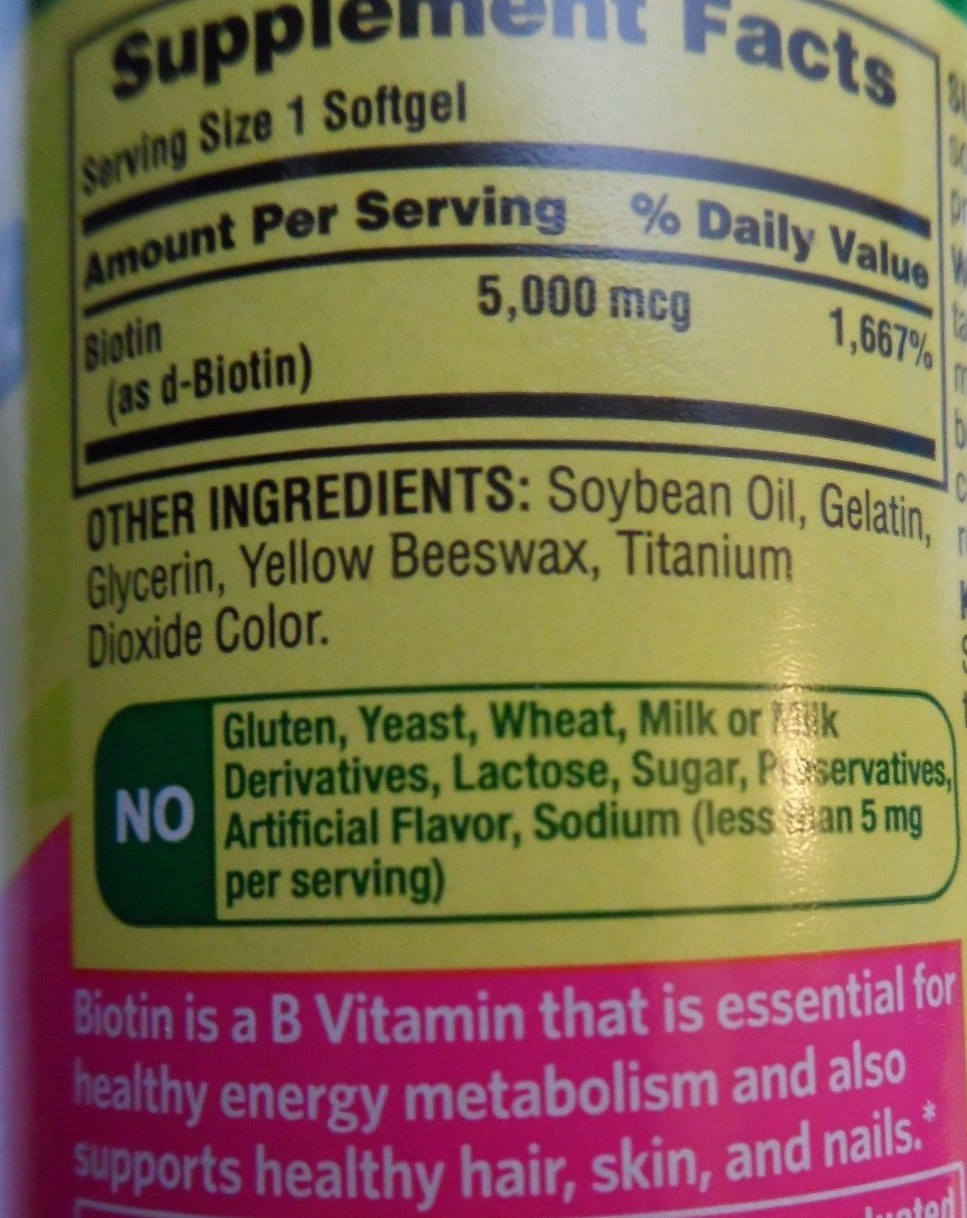 Supplement Facts
Serving Size 1 Softgel
Amount Per Serving % Daily Value
Biotin 5,000 mcg 1,667%
(as d-Biotin)
OTHER INGREDIENTS: Soybean Oil, Gelatin,
Glycerin, Yellow Beeswax, Titanium
Dioxide Color.
NO
Gluten, Yeast, Wheat, Milk or Milk
Derivatives, Lactose, Sugar, Preservatives,
Artificial Flavor, Sodium (less than 5 mg
per serving)
Biotin is a B Vitamin that is essential for
healthy energy metabolism and also
supports healthy hair, skin, and nails.*